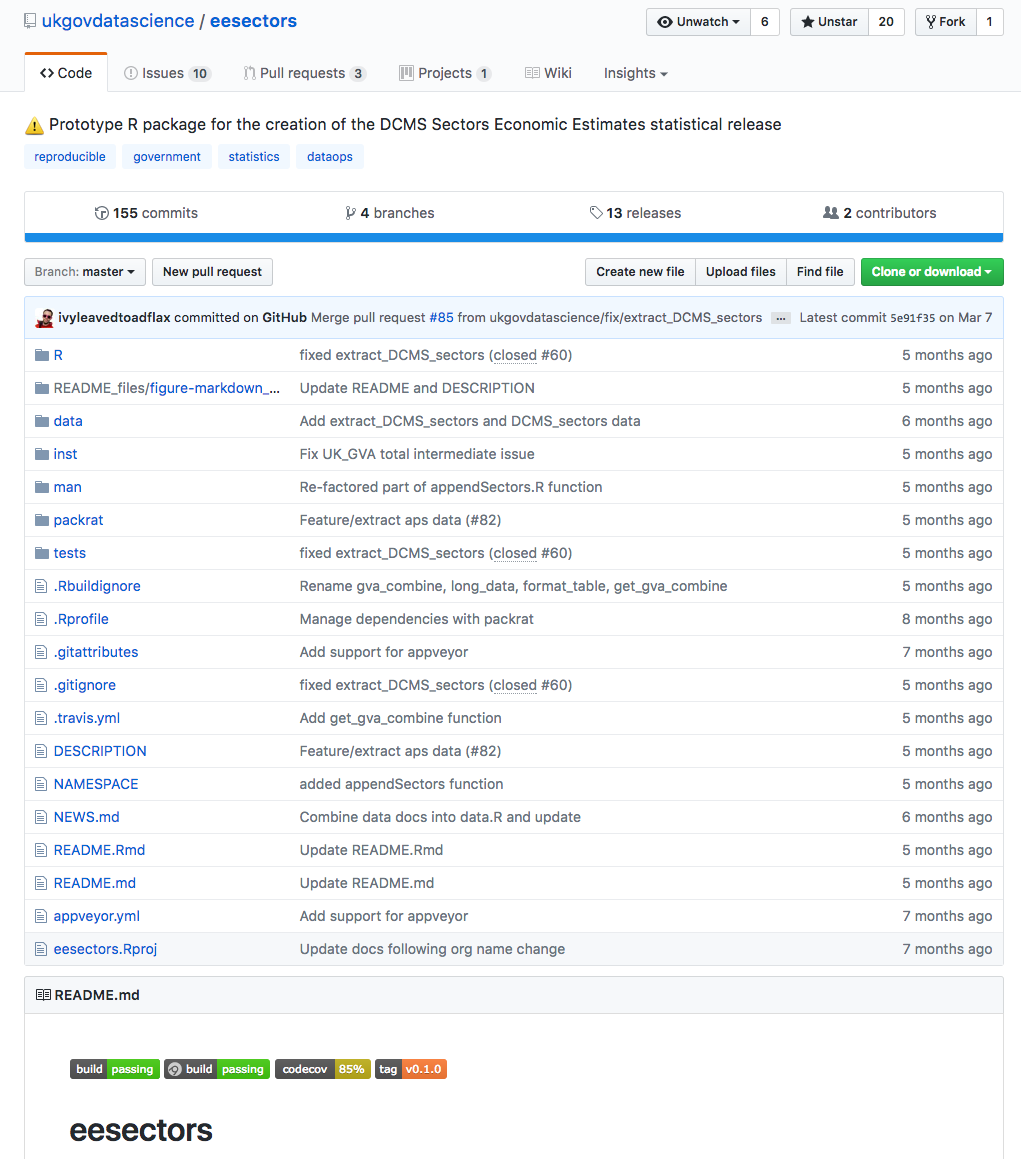 ukgovdatascience / eesectors Unwatch 6 Unstar 20 Fork 1
Code Issues 10 Pull requests 3 Projects 1 Wiki Insights
Prototype R package for the creation of the DCMS Sectors Economic Estimates statistical release
reproducible government statistics dataops
155 commits 4 branches 13 releases 2 contributors
Branch: master New pull request Create new file Upload files Find file Clone or download
ivyleavedtoadflax committed on GitHub Merge pull request #85 from ukgovdatascience/fix/extract_DCMS_sectors ... Latest commit 5e91f35 on Mar 7
R fixed extract_DCMS_sectors (closed #60) 5 months ago
README_files/figure-markdown_... Update README and DESCRIPTION 5 months ago
data Add extract_DCMS_sectors and DCMS_sectors data 6 months ago
inst Fix UK_GVA total intermediate issue 5 months ago
man Re-factored part of appendSectors.R function 5 months ago
packrat Feature/extract aps data (#82) 5 months ago
tests fixed extract_DCMS_sectors (closed #60) 5 months ago
.Rbuildignore Rename gva_combine, long_data, format_table, get_gva_combine 5 months ago
.Rprofile Manage dependencies with packrat 8 months ago
.gitattributes Add support for appveyor 7 months ago
.gitignore fixed extract_DCMS_sectors (closed #60) 5 months ago
.travis.yml Add get_gva_combine function 5 months ago
DESCRIPTION Feature/extract aps data (#82) 5 months ago
NAMESPACE added appendSectors function 5 months ago
NEWS.md Combine data docs into data.R and update 6 months ago
README.Rmd Update README.Rmd 5 months ago
README.md Update README.md 5 months ago
appveyor.yml Add support for appveyor 7 months ago
eesectors.Rproj Update docs following org name change 7 months ago
README.md
build passing build passing codecov 85% tag v0.1.0
eesectors